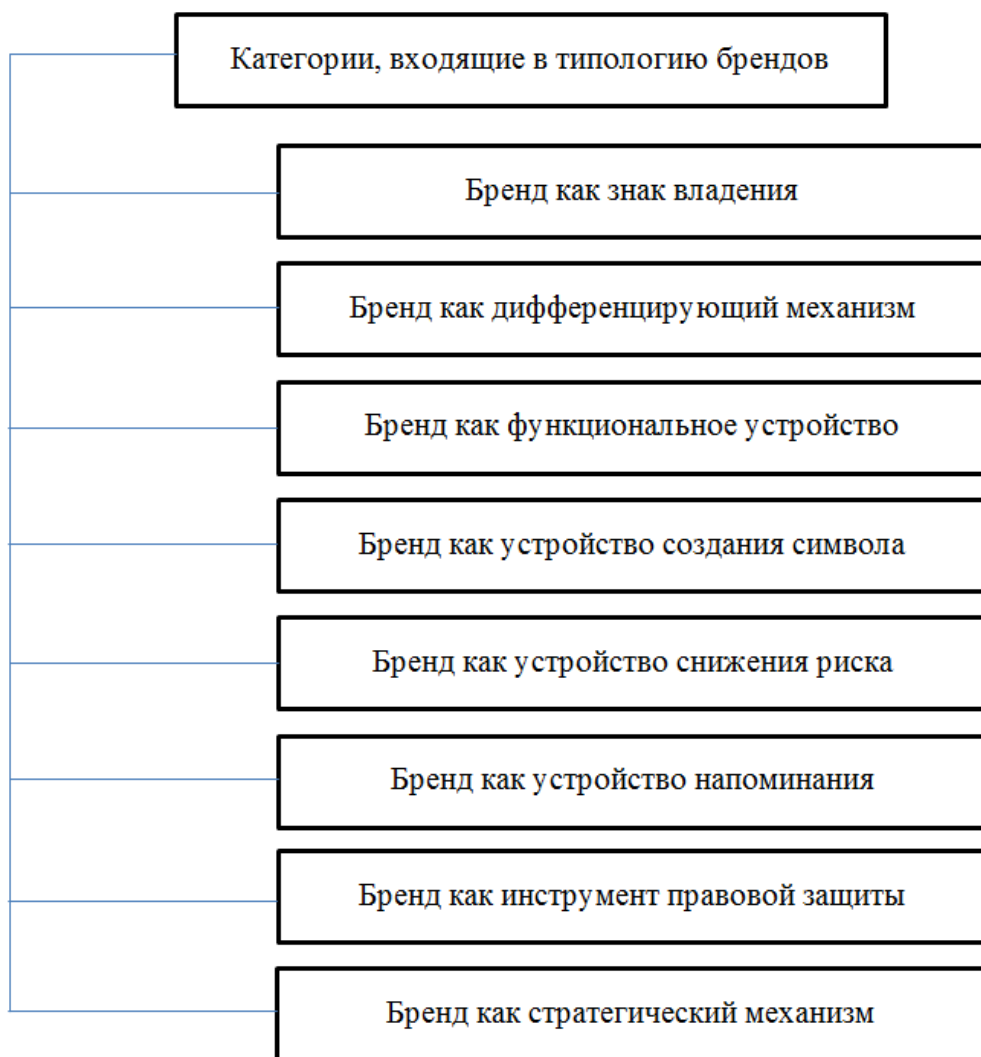 Категории, входящие в типологию брендов
Бренд как знак владения
Бренд как дифференцирующий механизм
Бренд как функциональное устройство
Бренд как устройство создания символа
Бренд как устройство снижения риска
Бренд как устройство напоминания
Бренд как инструмент правовой защиты
Бренд как стратегический механизм